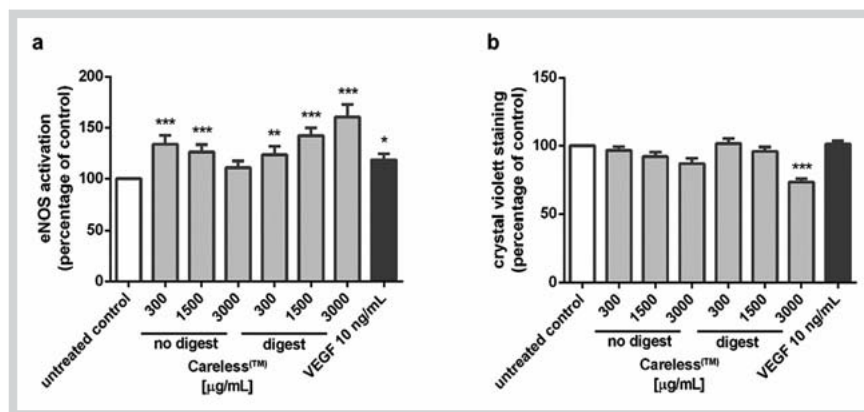 a
eNOS activation
(percentage of control)
200
150
100
50
0
***
***
**
***
***
*
untreated control
300
1500
3000
300
1500
3000
VEGF 10 ng/mL
no digest
digest
Careless(TM)
[µg/mL]
b
crystal violett staining
(percentage of control)
150
100
50
0
***
untreated control
300
1500
3000
300
1500
3000
VEGF 10 ng/mL
no digest
digest
Careless(TM)
[µg/mL]